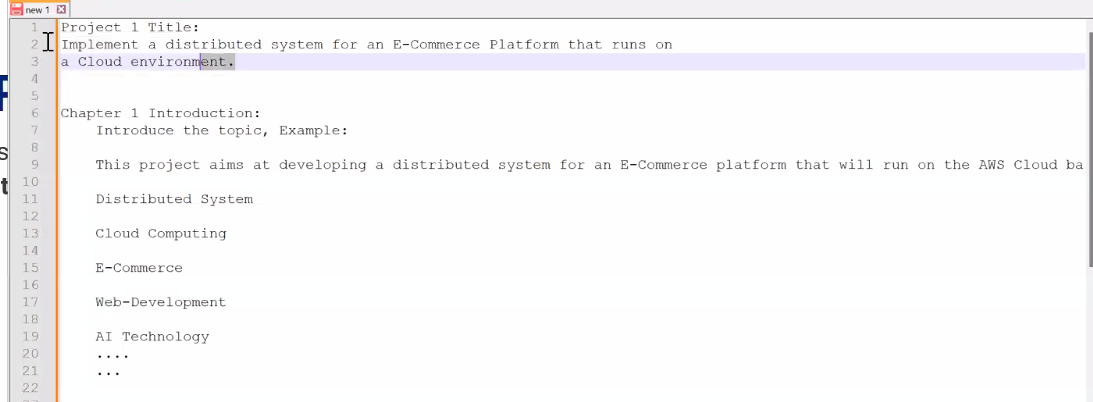 new 1
1 Project 1 Title:
2 Implement a distributed system for an E-Commerce Platform that runs on
3 a Cloud environment.
4
5
6 Chapter 1 Introduction:
7 Introduce the topic, Example:
8
9 This project aims at developing a distributed system for an E-Commerce platform that will run on the AWS Cloud ba
10
11 Distributed System
12
13 Cloud Computing
14
15 E-Commerce
16
17 Web-Development
18
19 AI Technology
20 ....
21 ...
22